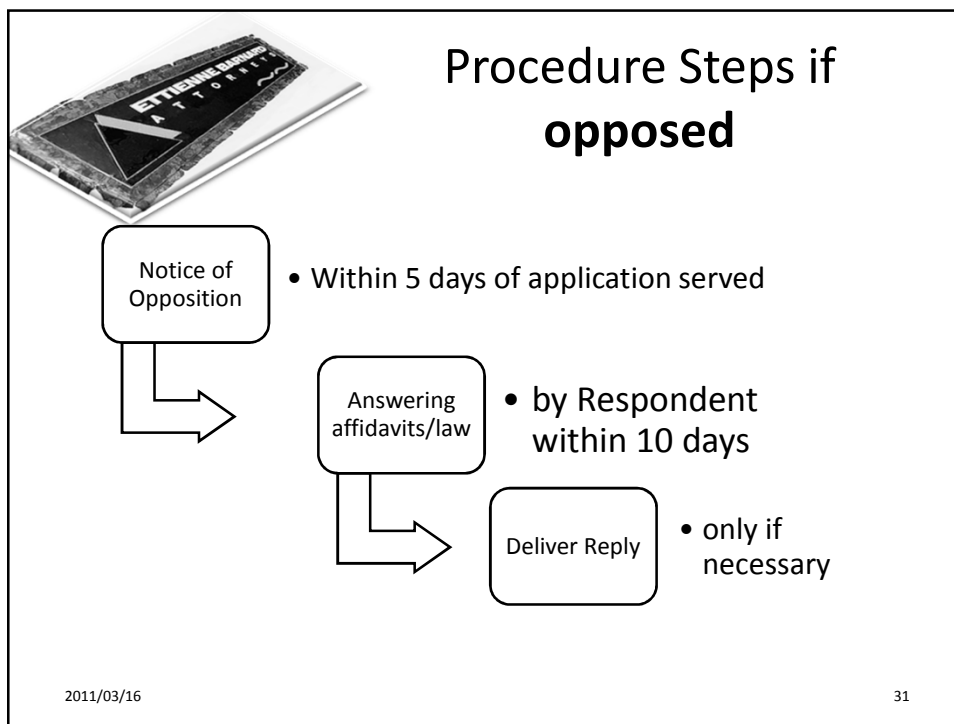 ETTIENNE BARNARD
ATTORNEYS
Procedure Steps if
opposed
Notice of
Opposition
• Within 5 days of application served
Answering
affidavits/law
• by Respondent
within 10 days
Deliver Reply
• only if
necessary
2011/03/16
31